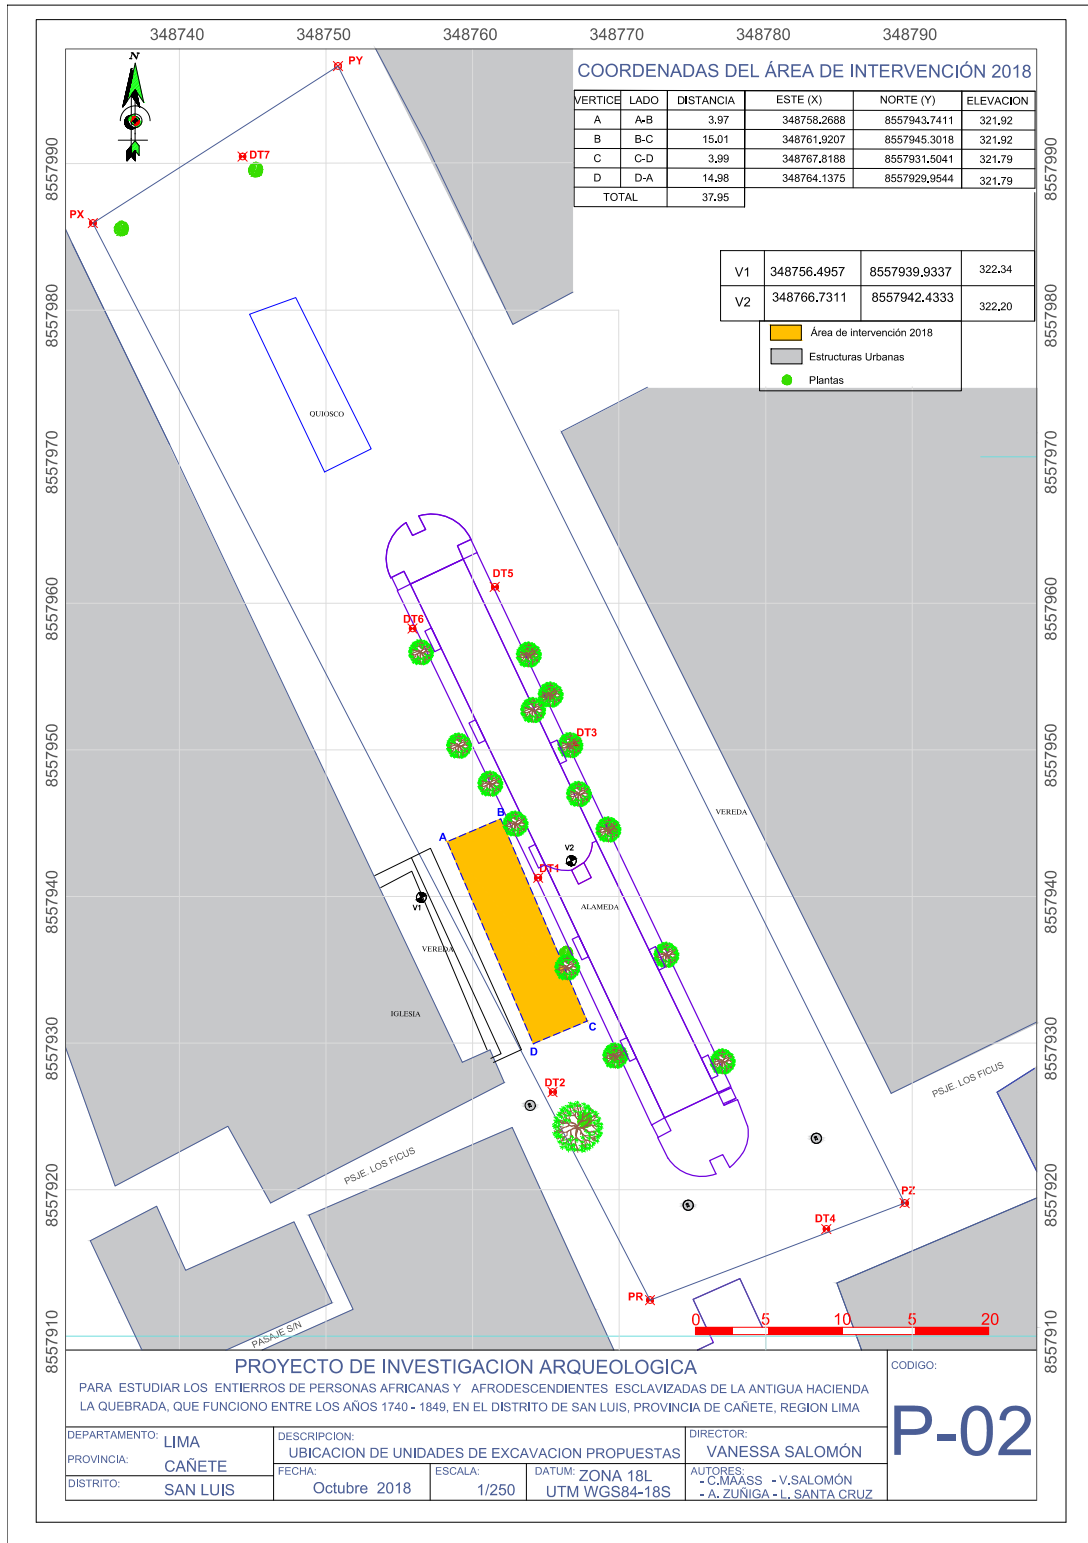 348740 348750 348760 348770 348780 348790
N
PY
COORDENADAS DEL ÁREA DE INTERVENCIÓN 2018
VERTICE LADO DISTANCIA ESTE (X) NORTE (Y) ELEVACION
A A-B 3.97 348758.2688 8557943.7411 321.92
B B-C 15.01 348761.9207 8557945.3018 321.92
C C-D 3.99 348767.8188 8557931.5041 321.79
D D-A 14.98 348764.1375 8557929.9544 321.79
TOTAL 37.95
V1 348756.4957 8557939.9337 322.34
V2 348766.7311 8557942.4333 322.20
Área de intervención 2018
Estructuras Urbanas
Plantas
8557990 8557990
8557980 8557980
8557970 8557970
8557960 8557960
8557950 8557950
8557940 8557940
8557930 8557930
8557920 8557920
8557910 8557910
DT7
PX
QUIOSCO
DT5
DT6
DT3
VEREDA
B
A
V2
DT1
V1
ALAMEDA
VEREDA
IGLESIA
C
D
DT2
PSJE. LOS FICUS
PSJE. LOS FICUS
PZ
DT4
PR
0 5 10 5 20
PASAJE S/N
PROYECTO DE INVESTIGACION ARQUEOLOGICA
PARA ESTUDIAR LOS ENTIERROS DE PERSONAS AFRICANAS Y AFRODESCENDIENTES ESCLAVIZADAS DE LA ANTIGUA HACIENDA
LA QUEBRADA, QUE FUNCIONO ENTRE LOS AÑOS 1740 - 1849, EN EL DISTRITO DE SAN LUIS, PROVINCIA DE CAÑETE, REGION LIMA
CODIGO:
P-02
DEPARTAMENTO: LIMA
PROVINCIA: CAÑETE
DISTRITO: SAN LUIS
DESCRIPCION:
UBICACION DE UNIDADES DE EXCAVACION PROPUESTAS
FECHA:
Octubre 2018
ESCALA:
1/250
DATUM: ZONA 18L
UTM WGS84-18S
DIRECTOR:
VANESSA SALOMÓN
AUTORES:
- C.MAASS - V.SALOMÓN
- A. ZUÑIGA - L. SANTA CRUZ